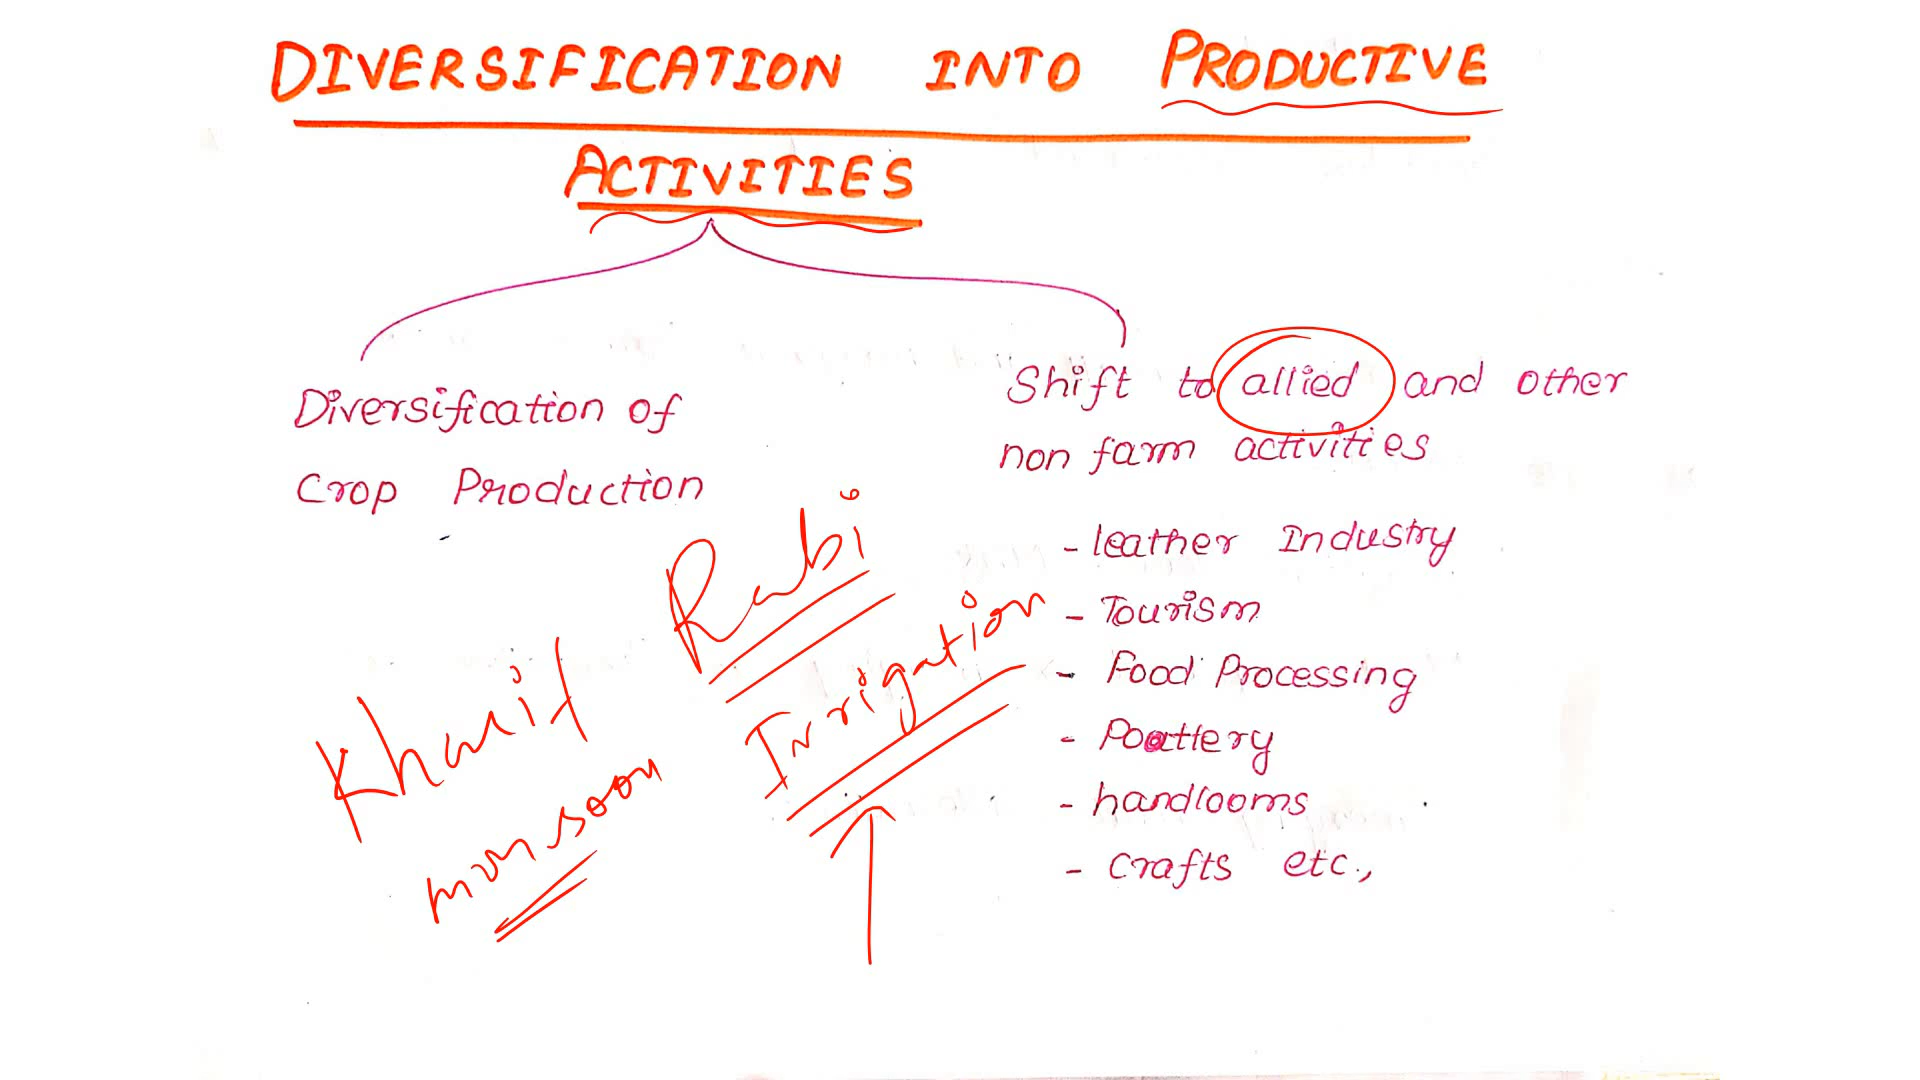 DIVERSIFICATION INTO PRODUCTIVE
ACTIVITIES
Diversification of
Crop Production
Shift to allied and other
non farm activities
- leather Industry
- Tourism
- Food Processing
- Poattery
- handlooms
- crafts etc.,
Rabi
Irrigation
Kharif
monsoon